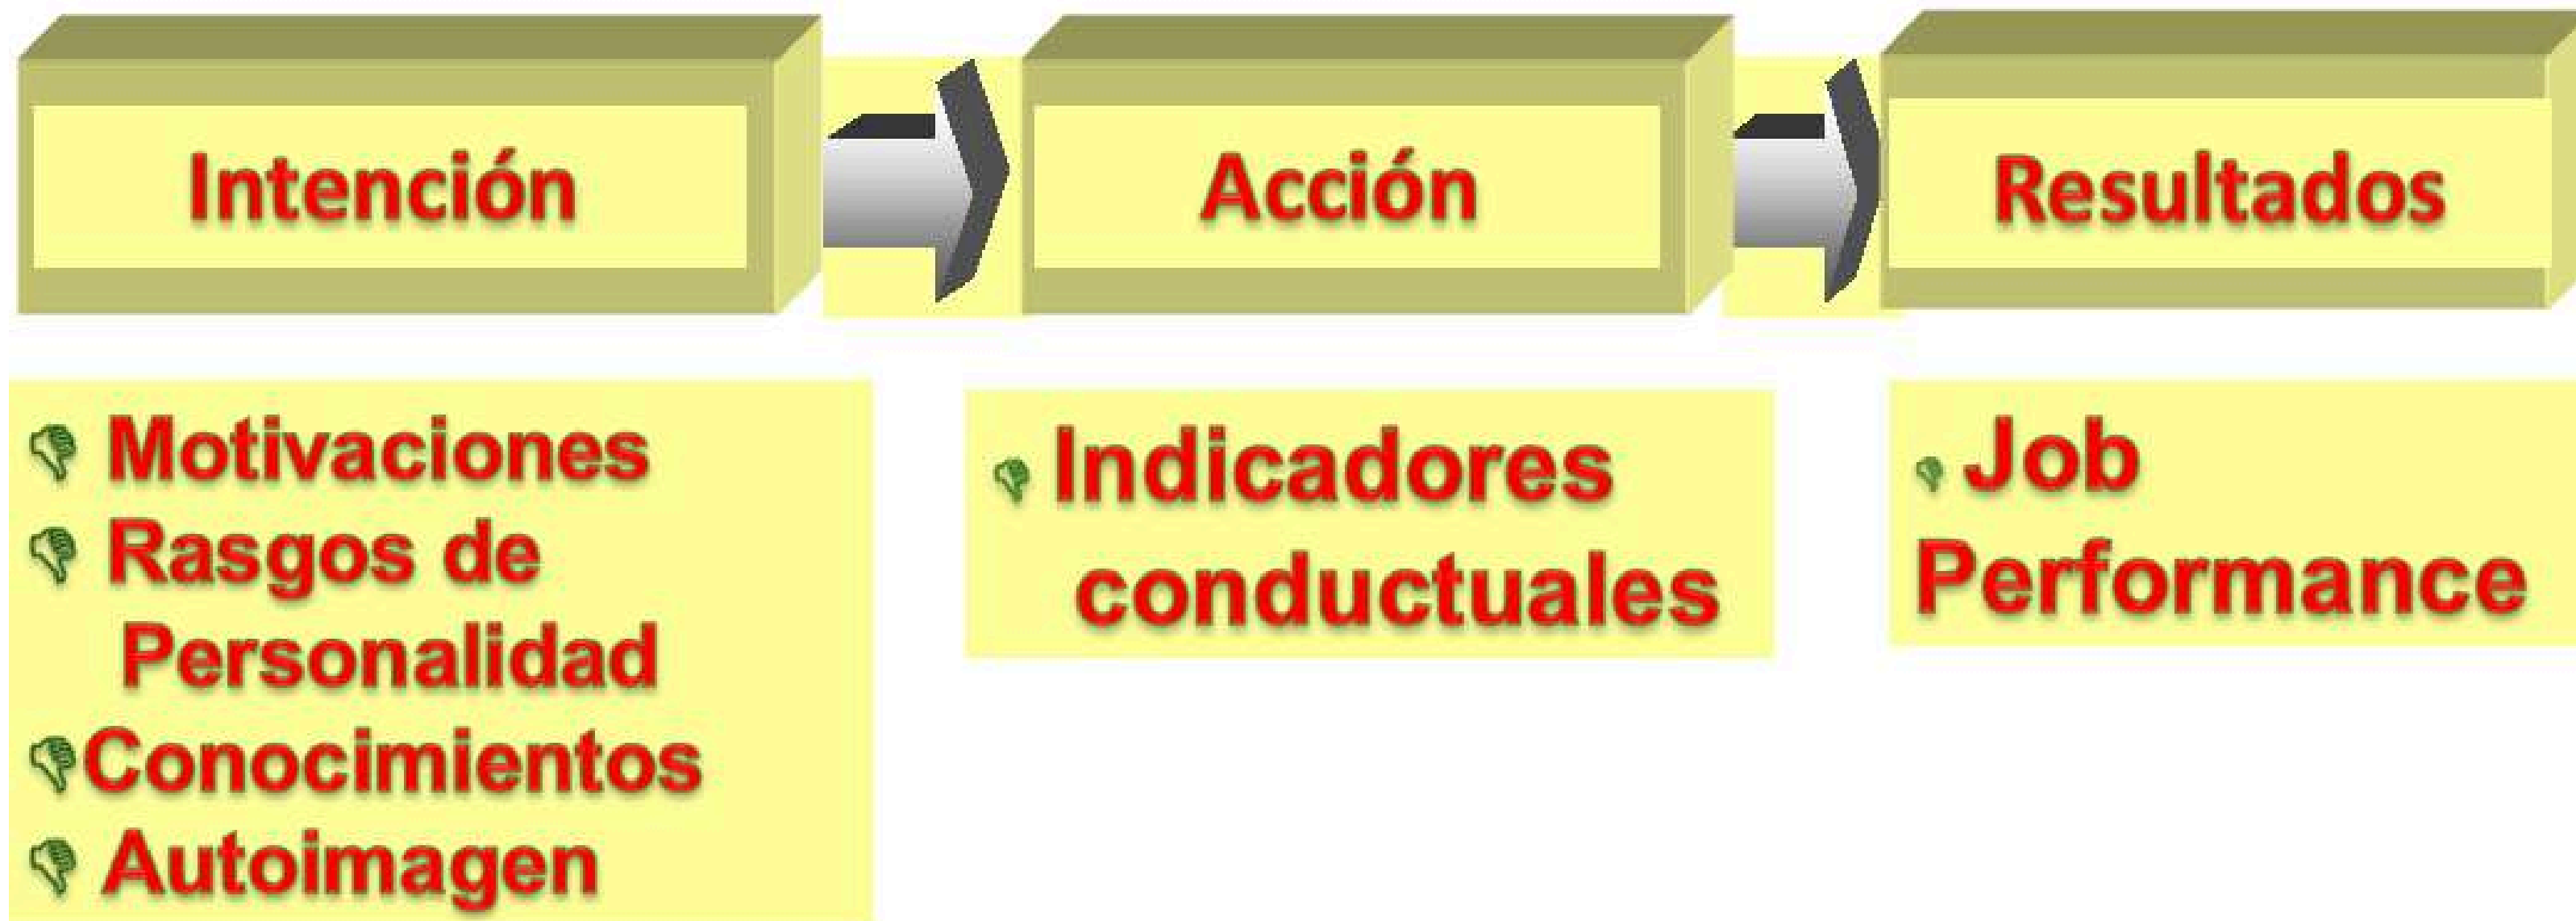 Intención
Acción
Resultados
Motivaciones
Rasgos de
Personalidad
Conocimientos
Autoimagen
Indicadores
conductuales
Job
Performance